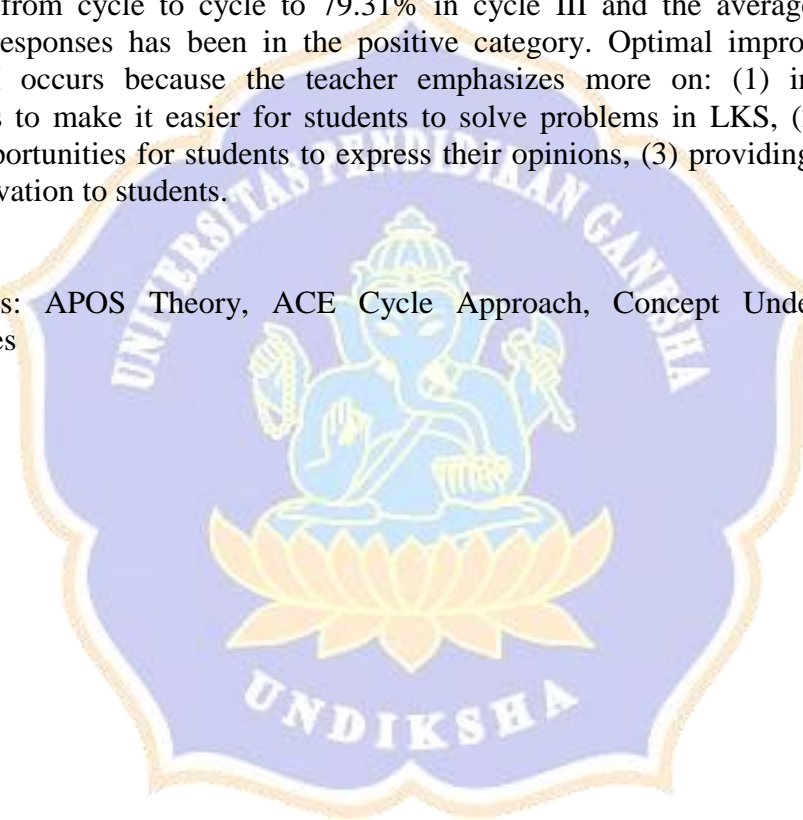 from cycle to cycle to 79.31% in cycle III and the average
responses has been in the positive category. Optimal impro
occurs because the teacher emphasizes more on: (1) in
s to make it easier for students to solve problems in LKS, (
portunities for students to express their opinions, (3) providing
vation to students.
s: APOS Theory, ACE Cycle Approach, Concept Unde
es
UNIVERSITAS PENDIDIKAN GANESHA
UNDIKSHA